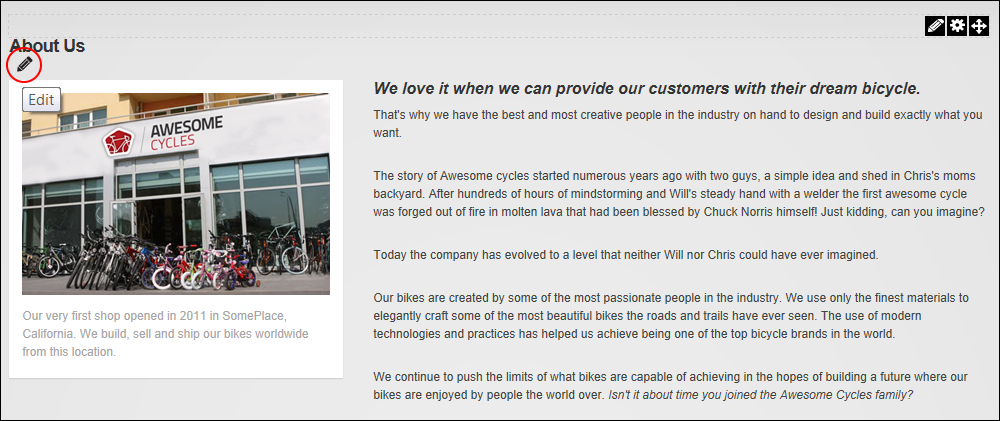 About Us
Edit
AWESOME
CYCLES
Our very first shop opened in 2011 in SomePlace,
California. We build, sell and ship our bikes worldwide
from this location.
We love it when we can provide our customers with their dream bicycle.
That's why we have the best and most creative people in the industry on hand to design and build exactly what you
want.
The story of Awesome cycles started numerous years ago with two guys, a simple idea and shed in Chris's moms
backyard. After hundreds of hours of mindstorming and Will's steady hand with a welder the first awesome cycle
was forged out of fire in molten lava that had been blessed by Chuck Norris himself! Just kidding, can you imagine?
Today the company has evolved to a level that neither Will nor Chris could have ever imagined.
Our bikes are created by some of the most passionate people in the industry. We use only the finest materials to
elegantly craft some of the most beautiful bikes the roads and trails have ever seen. The use of modern
technologies and practices has helped us achieve being one of the top bicycle brands in the world.
We continue to push the limits of what bikes are capable of achieving in the hopes of building a future where our
bikes are enjoyed by people the world over. Isn't it about time you joined the Awesome Cycles family?